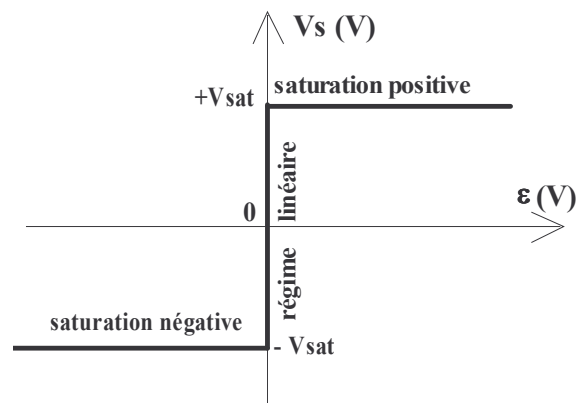 Vs (V)
saturation positive
+Vsat
régime linéaire
ε (V)
0
saturation négative
- Vsat